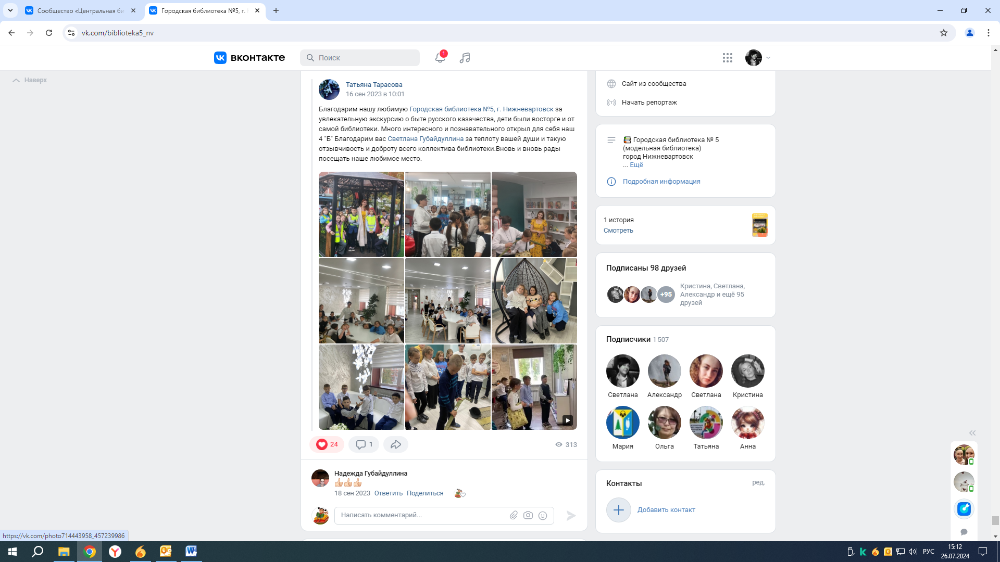 Сообщество «Центральная би
Городская библиотека №5, г.
vk.com/biblioteka5_nv
вконтакте
Поиск
1
Наверх
Татьяна Тарасова
16 сен 2023 в 10:01
Благодарим нашу любимую Городская библиотека №5, г. Нижневартовск за
увлекательную экскурсию о быте русского казачества, дети были восторге и от
самой библиотеки. Много интересного и познавательного открыл для себя наш
4 "Б" Благодарим вас Светлана Губайдуллина за теплоту вашей души и такую
отзывчивость и доброту всего коллектива библиотеки.Вновь и вновь рады
посещать наше любимое место.
24
1
313
Надежда Губайдуллина
18 сен 2023 Ответить Поделиться
Написать комментарий...
Сайт из сообщества
Начать репортаж
Городская библиотека № 5
(модельная библиотека)
город Нижневартовск
... Ещё
Подробная информация
1 история
Смотреть
Подписаны 98 друзей
+95
Кристина, Светлана,
Александр и ещё 95
друзей
Подписчики 1 507
Светлана Александр Светлана Кристина
Мария Ольга Татьяна Анна
Контакты
ред.
Добавить контакт
https://vk.com/photo714443958_457239986
РУС
15:12
26.07.2024